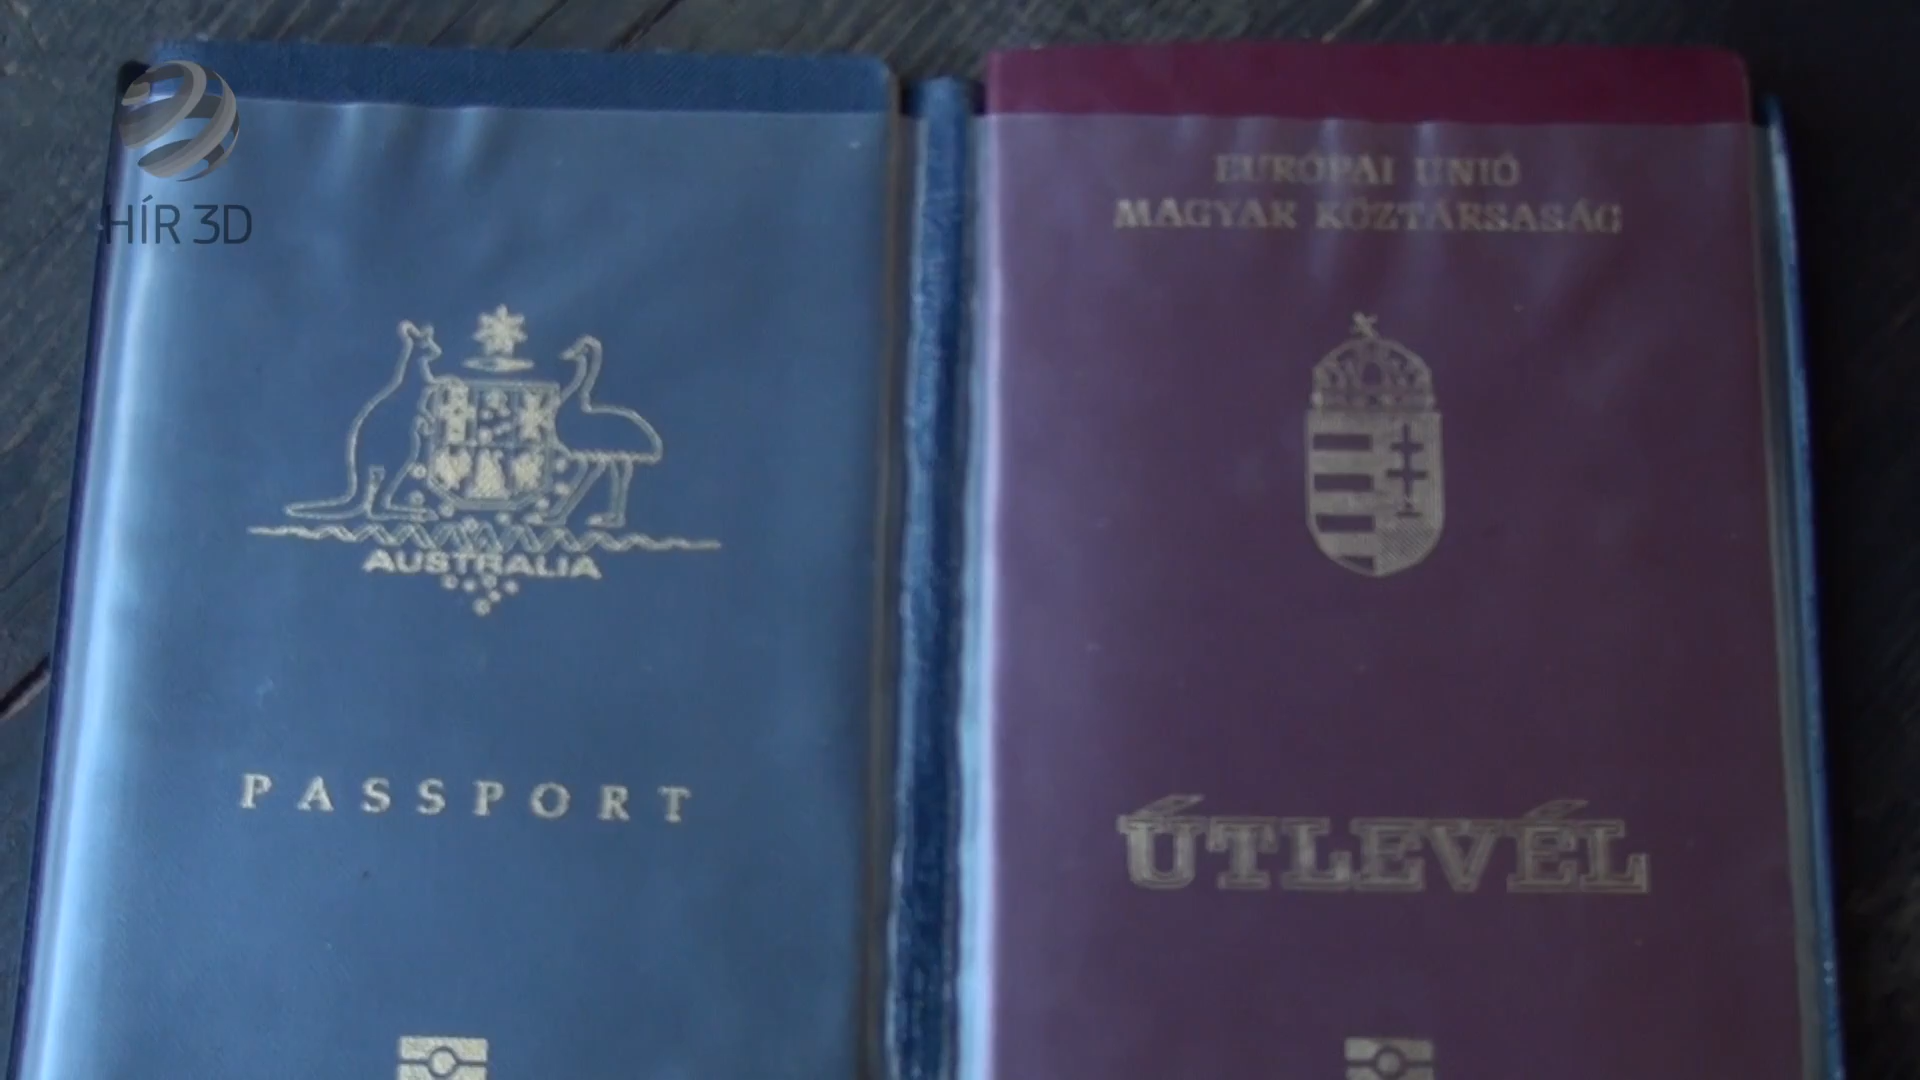 HÍR 3D
AUSTRALIA
PASSPORT
EURÓPAI UNIÓ
MAGYAR KÖZTÁRSASÁG
ÚTLEVÉL